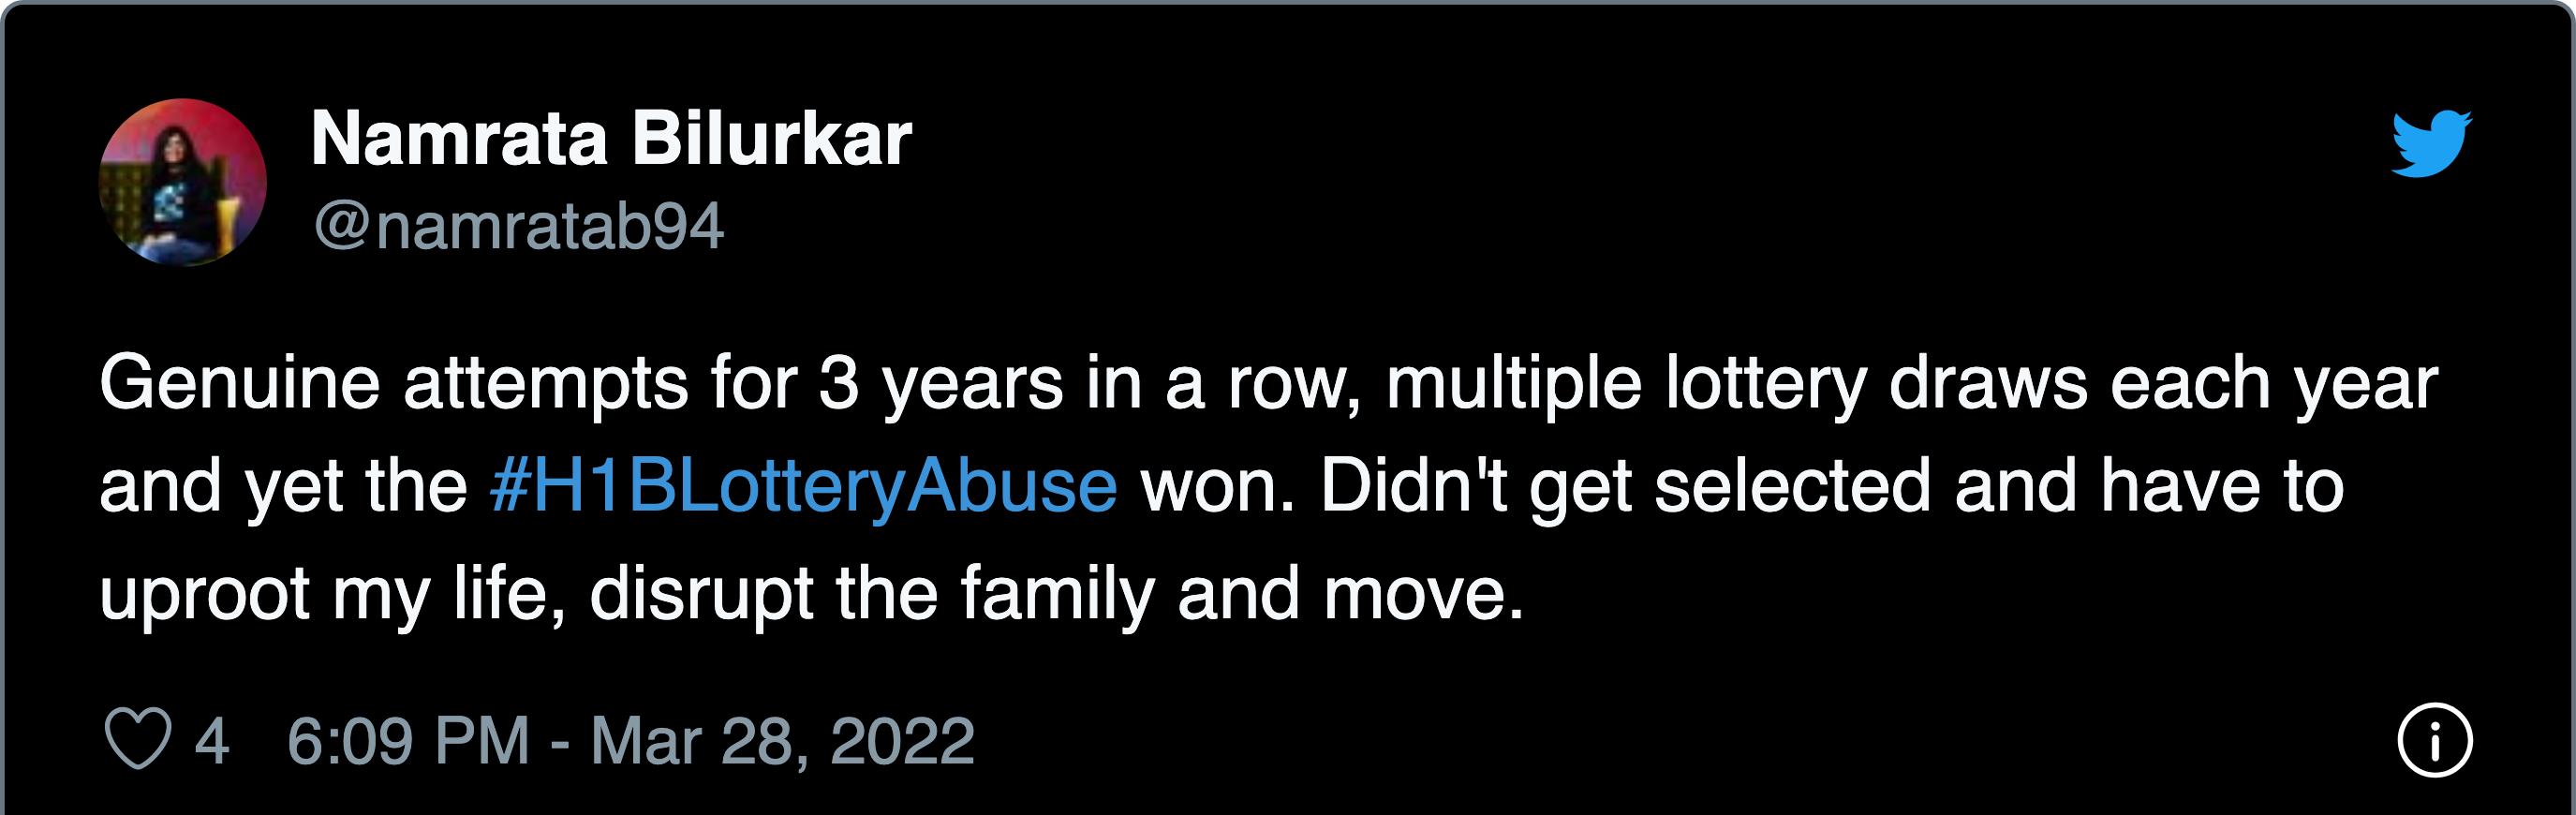 Namrata Bilurkar
@namratab94
Genuine attempts for 3 years in a row, multiple lottery draws each year
and yet the #H1BLotteryAbuse won. Didn't get selected and have to
uproot my life, disrupt the family and move.
4 6:09 PM - Mar 28, 2022